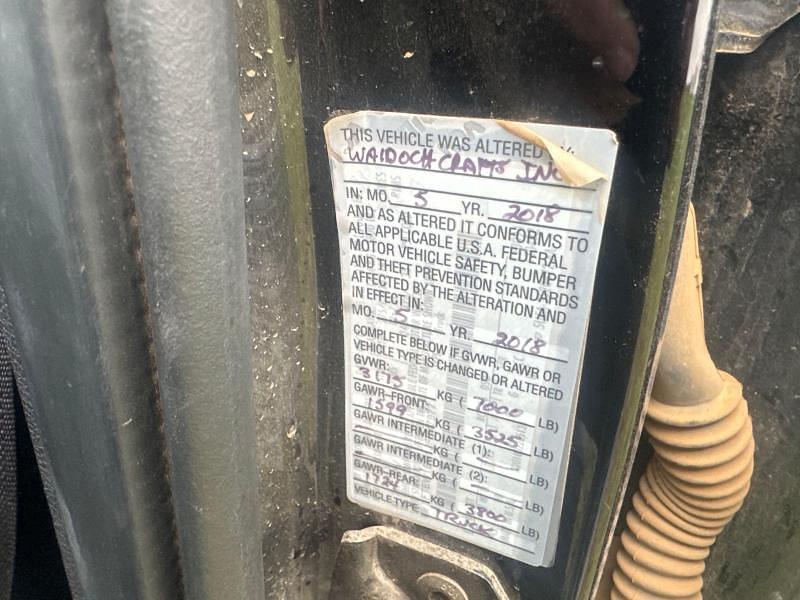 THIS VEHICLE WAS ALTERED
WALDOCH CRAFTS INC
IN: MO. 5 YR. 2018
AND AS ALTERED IT CONFORMS TO
ALL APPLICABLE U.S.A. FEDERAL
MOTOR VEHICLE SAFETY, BUMPER
AND THEFT PREVENTION STANDARDS
AFFECTED BY THE ALTERATION AND
IN EFFECT IN:
MO. 5 YR. 2018
COMPLETE BELOW IF GVWR, GAWR OR
VEHICLE TYPE IS CHANGED OR ALTERED
GVWR: 3175 KG ( 7000 LB)
GAWR-FRONT: 1599 KG ( 3525 LB)
GAWR INTERMEDIATE (1): KG ( LB)
GAWR INTERMEDIATE (2): KG ( LB)
GAWR-REAR: 1724 KG ( 3800 LB)
VEHICLE TYPE: TRUCK